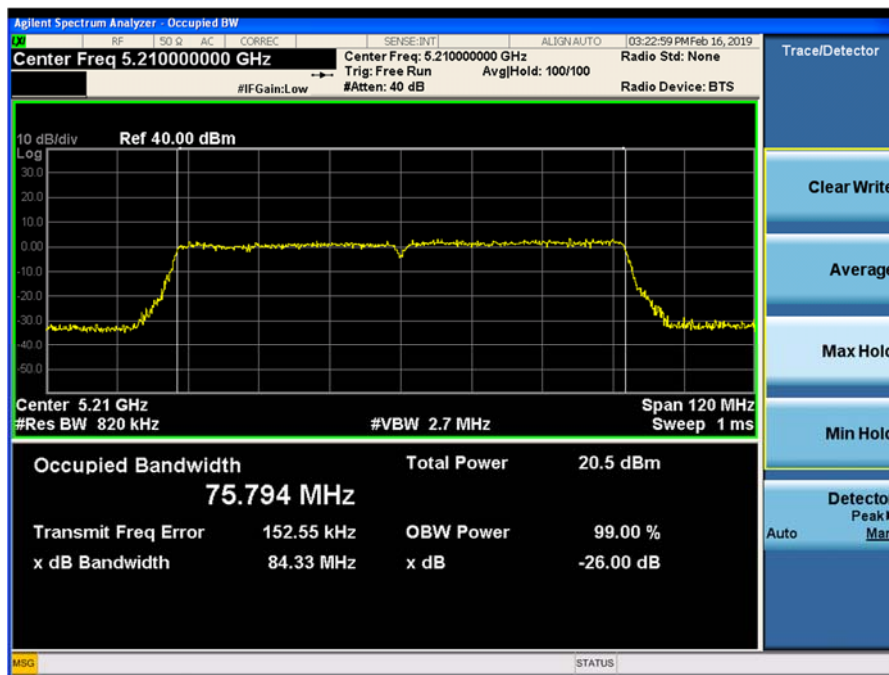 Agilent Spectrum Analyzer - Occupied BW
LXI RF 50 Ω AC CORREC SENSE:INT ALIGN AUTO 03:22:59 PM Feb 16, 2019
Center Freq 5.210000000 GHz
Center Freq: 5.210000000 GHz Radio Std: None
Trig: Free Run Avg|Hold: 100/100
#IFGain:Low #Atten: 40 dB Radio Device: BTS
Trace/Detector
10 dB/div Ref 40.00 dBm
Log
30.0
20.0
10.0
0.00
-10.0
-20.0
-30.0
-40.0
-50.0
Center 5.21 GHz Span 120 MHz
#Res BW 820 kHz #VBW 2.7 MHz Sweep 1 ms
Occupied Bandwidth Total Power 20.5 dBm
75.794 MHz
Transmit Freq Error 152.55 kHz OBW Power 99.00 %
x dB Bandwidth 84.33 MHz x dB -26.00 dB
Clear Write
Average
Max Hold
Min Hold
Detector
Peak
Auto Man
MSG STATUS